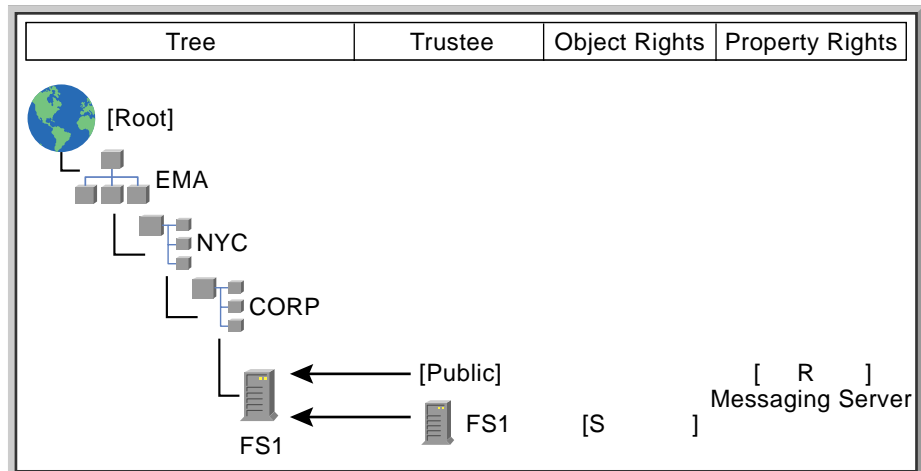 Tree Trustee Object Rights Property Rights
[Root]
EMA
NYC
CORP
[Public] [ R ]
Messaging Server
FS1 FS1 [S ]